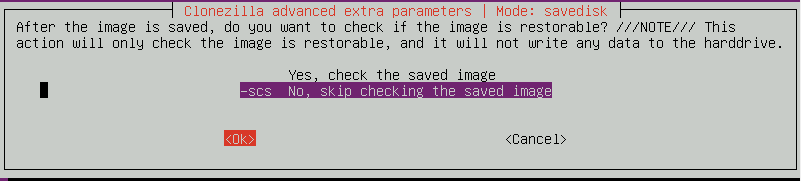 Clonezilla advanced extra parameters | Mode: savedisk
After the image is saved, do you want to check if the image is restorable? ///NOTE/// This
action will only check the image is restorable, and it will not write any data to the harddrive.
Yes, check the saved image
-scs  No, skip checking the saved image
<Ok> <Cancel>